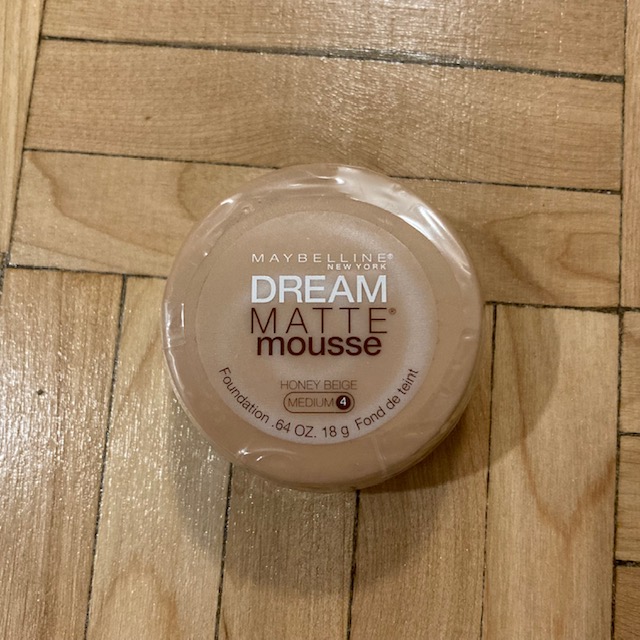 MAYBELLINE®
NEW YORK
DREAM
MATTE®
mousse
HONEY BEIGE
MEDIUM 4
Foundation .64 OZ. 18 g Fond de teint